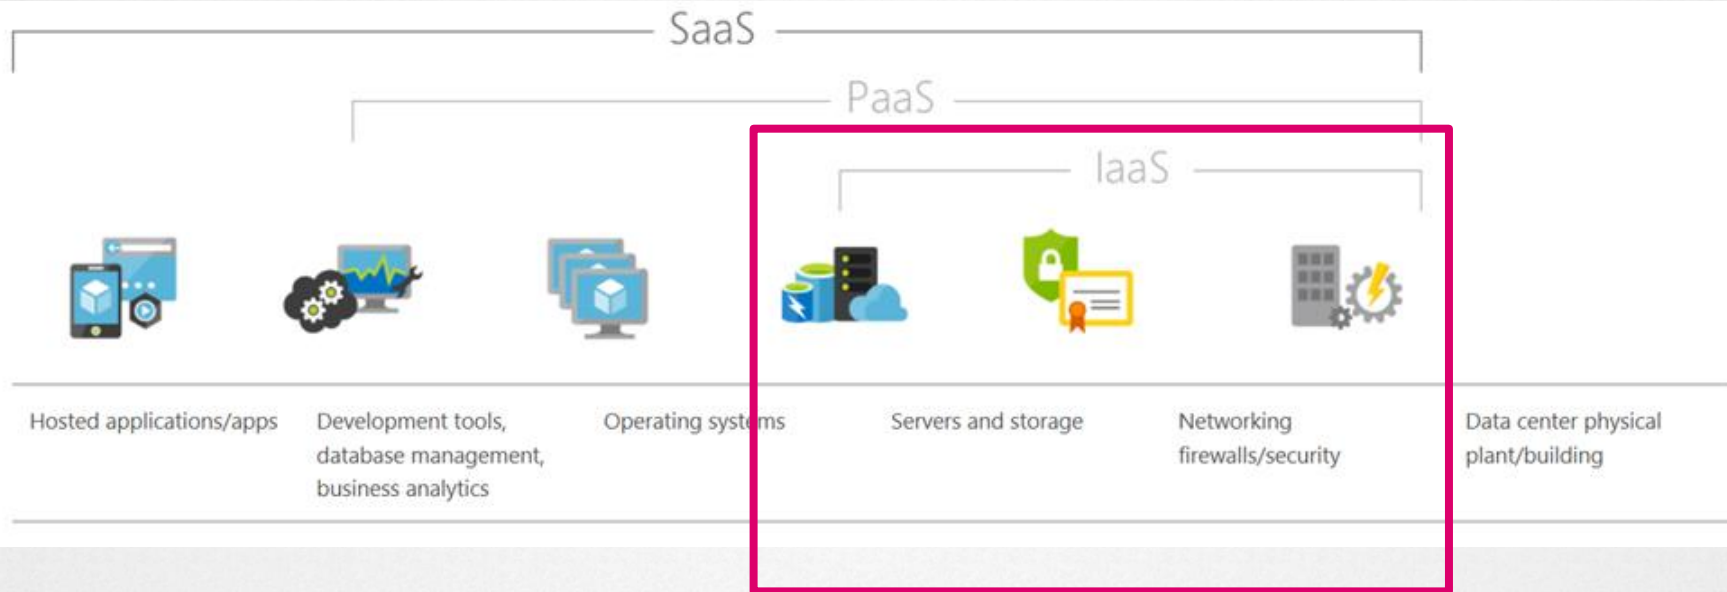 SaaS
PaaS
IaaS
Hosted applications/apps
Development tools,
database management,
business analytics
Operating systems
Servers and storage
Networking
firewalls/security
Data center physical
plant/building